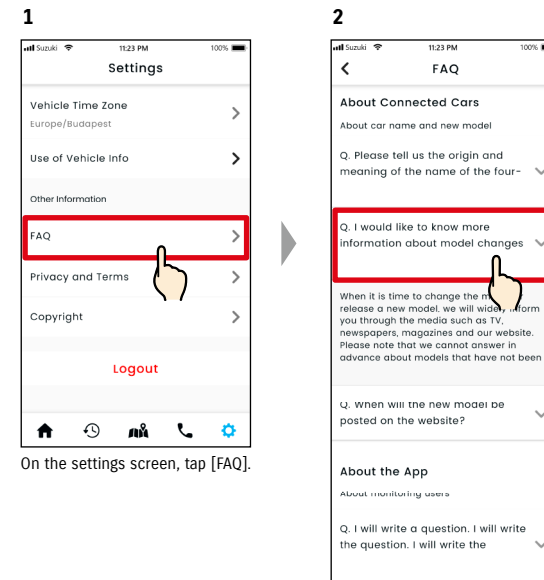 1
Suzuki 11:23 PM 100%
Settings
Vehicle Time Zone
Europe/Budapest
Use of Vehicle Info
Other Information
FAQ
Privacy and Terms
Copyright
Logout
On the settings screen, tap [FAQ].
2
Suzuki 11:23 PM 100%
FAQ
About Connected Cars
About car name and new model
Q. Please tell us the origin and
meaning of the name of the four-
Q. I would like to know more
information about model changes
When it is time to change the
release a new model. we will
you through the media such as TV,
newspapers, magazines and our website.
Please note that we cannot answer in
advance about models that have not been
Q. When will the new model be
posted on the website?
About the App
About monitoring users
Q. I will write a question. I will write
the question. I will write the